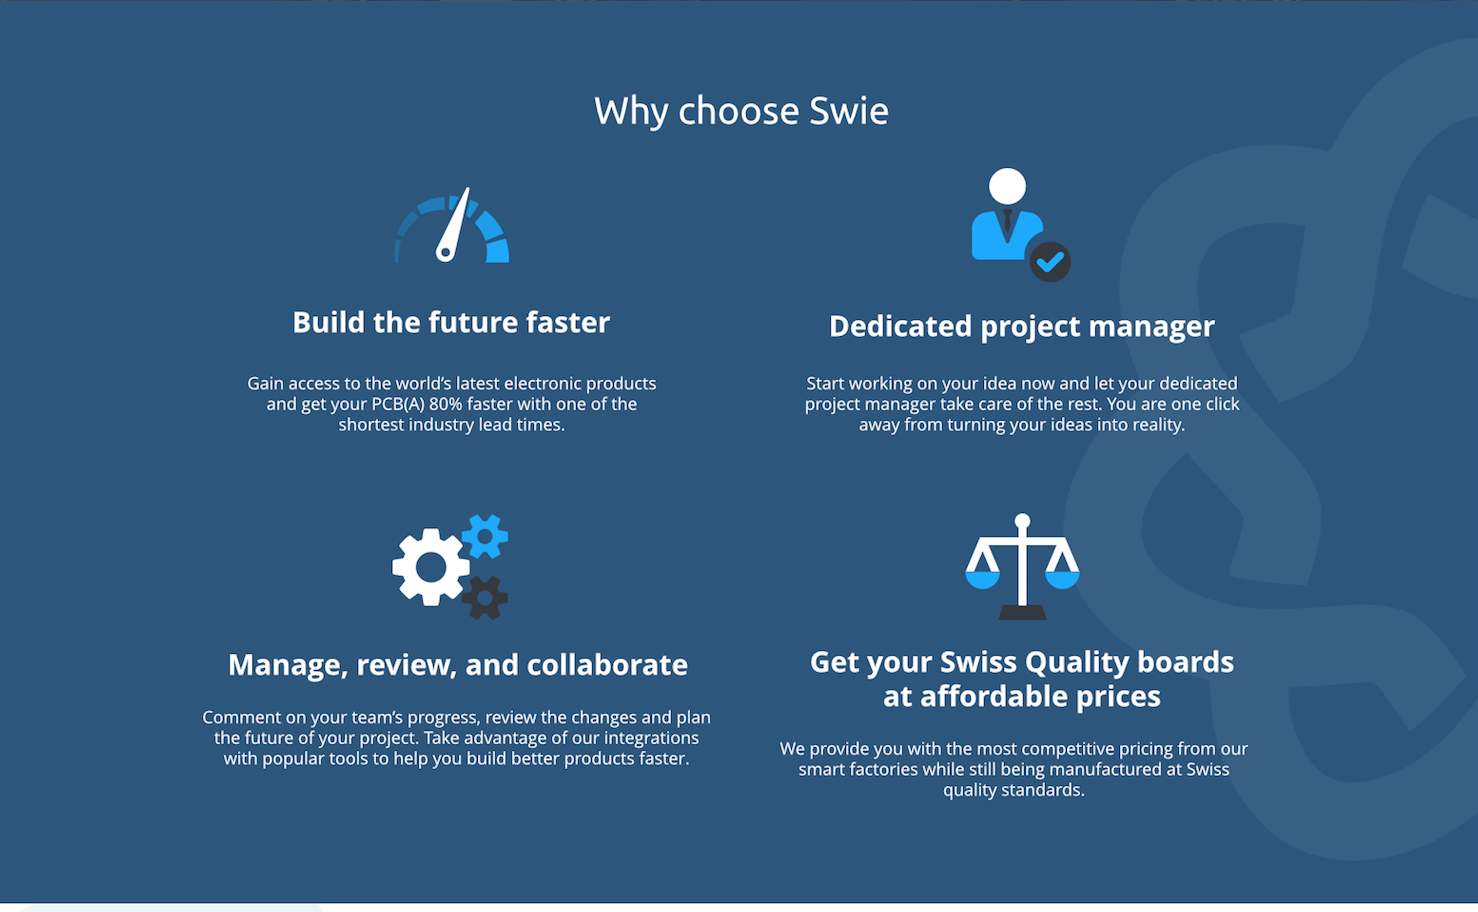 Why choose Swie
Build the future faster
Gain access to the world’s latest electronic products
and get your PCB(A) 80% faster with one of the
shortest industry lead times.
Dedicated project manager
Start working on your idea now and let your dedicated
project manager take care of the rest. You are one click
away from turning your ideas into reality.
Manage, review, and collaborate
Comment on your team’s progress, review the changes and plan
the future of your project. Take advantage of our integrations
with popular tools to help you build better products faster.
Get your Swiss Quality boards
at affordable prices
We provide you with the most competitive pricing from our
smart factories while still being manufactured at Swiss
quality standards.